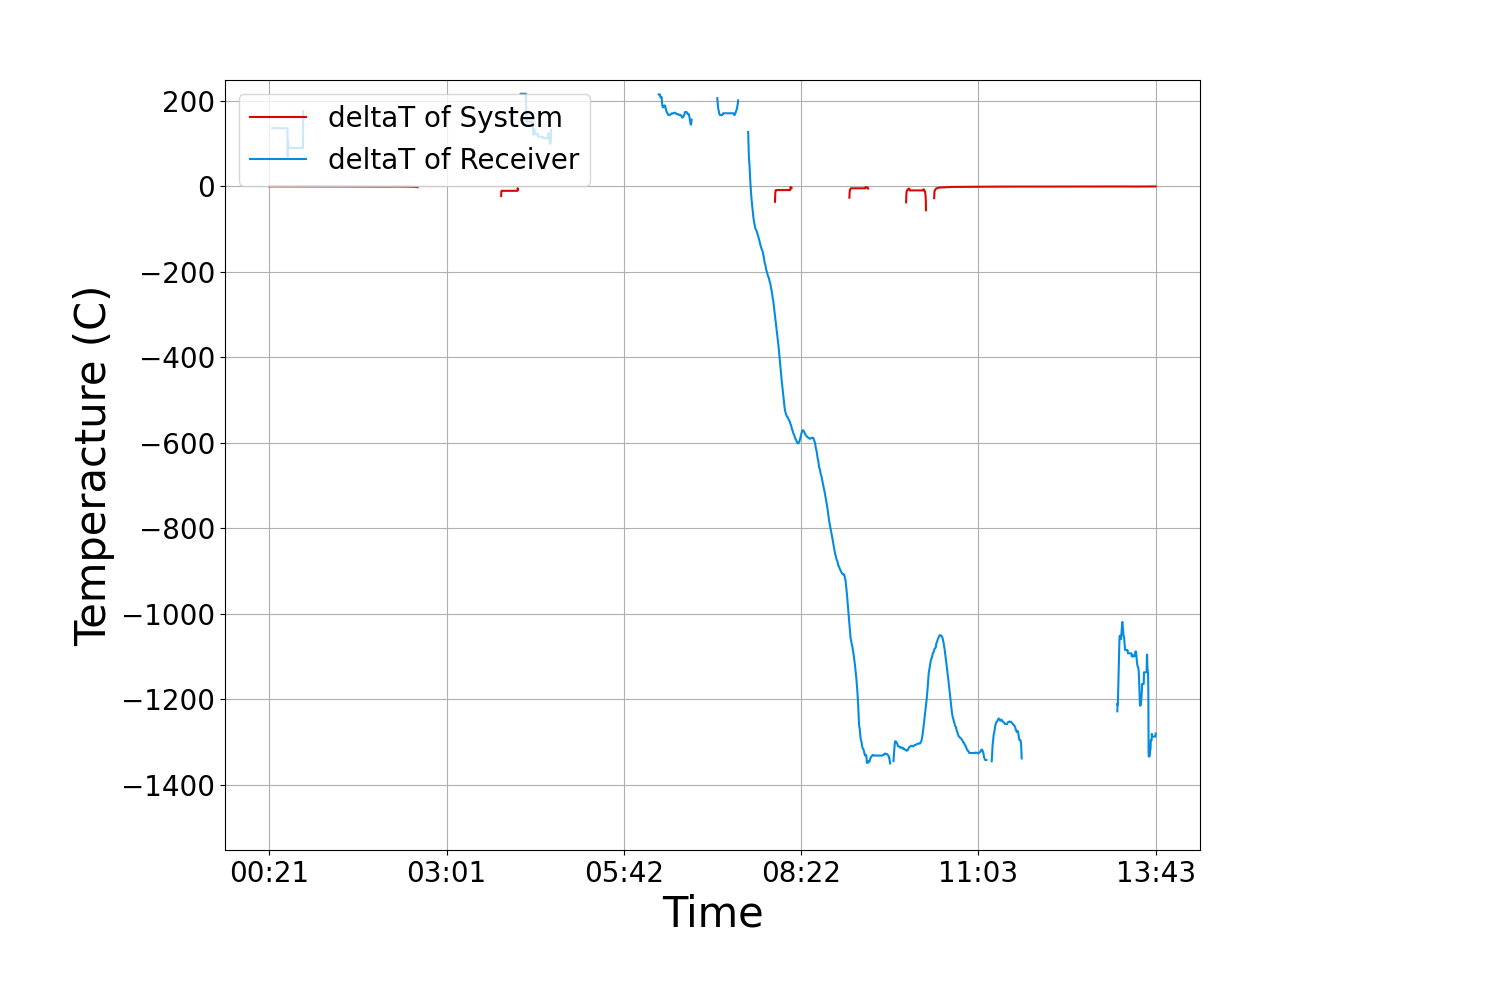 deltaT of System
deltaT of Receiver
200
0
−200
−400
−600
−800
−1000
−1200
−1400
Temperacture (C)
00:21 03:01 05:42 08:22 11:03 13:43
Time